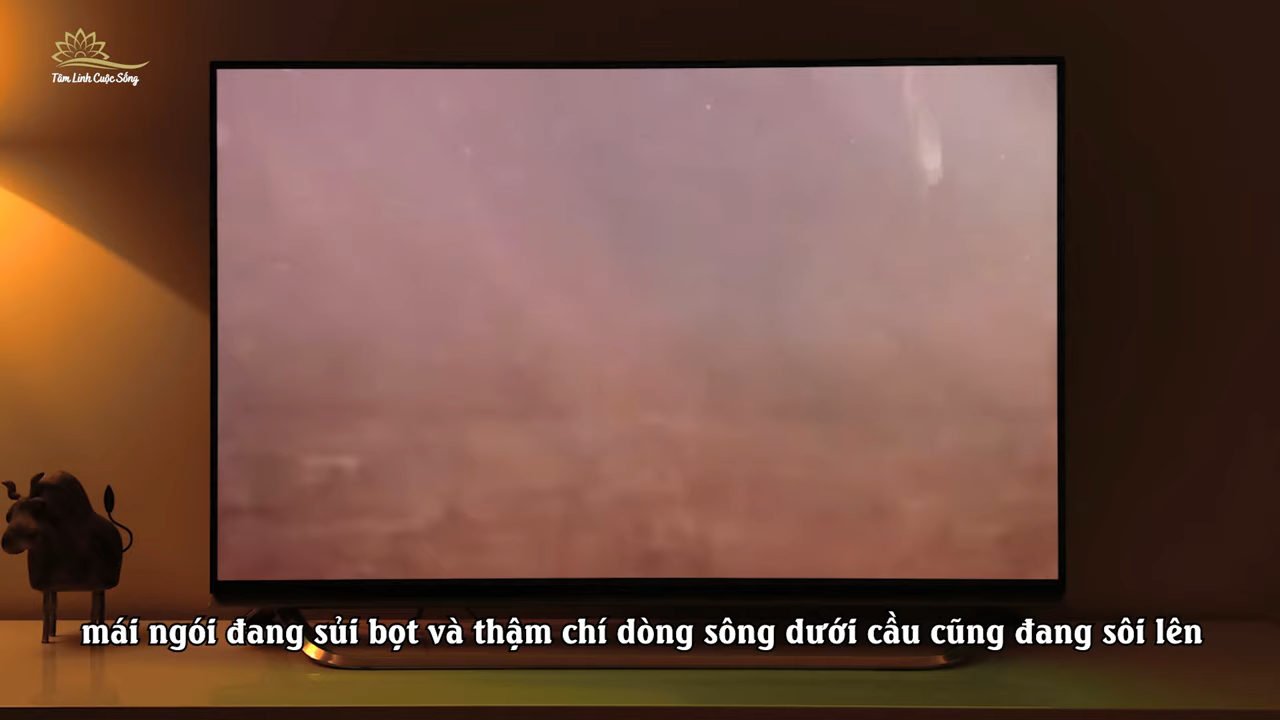 Tâm Linh Cuộc Sống
mái ngói đang sủi bọt và thậm chí dòng sông dưới cầu cũng đang sôi lên